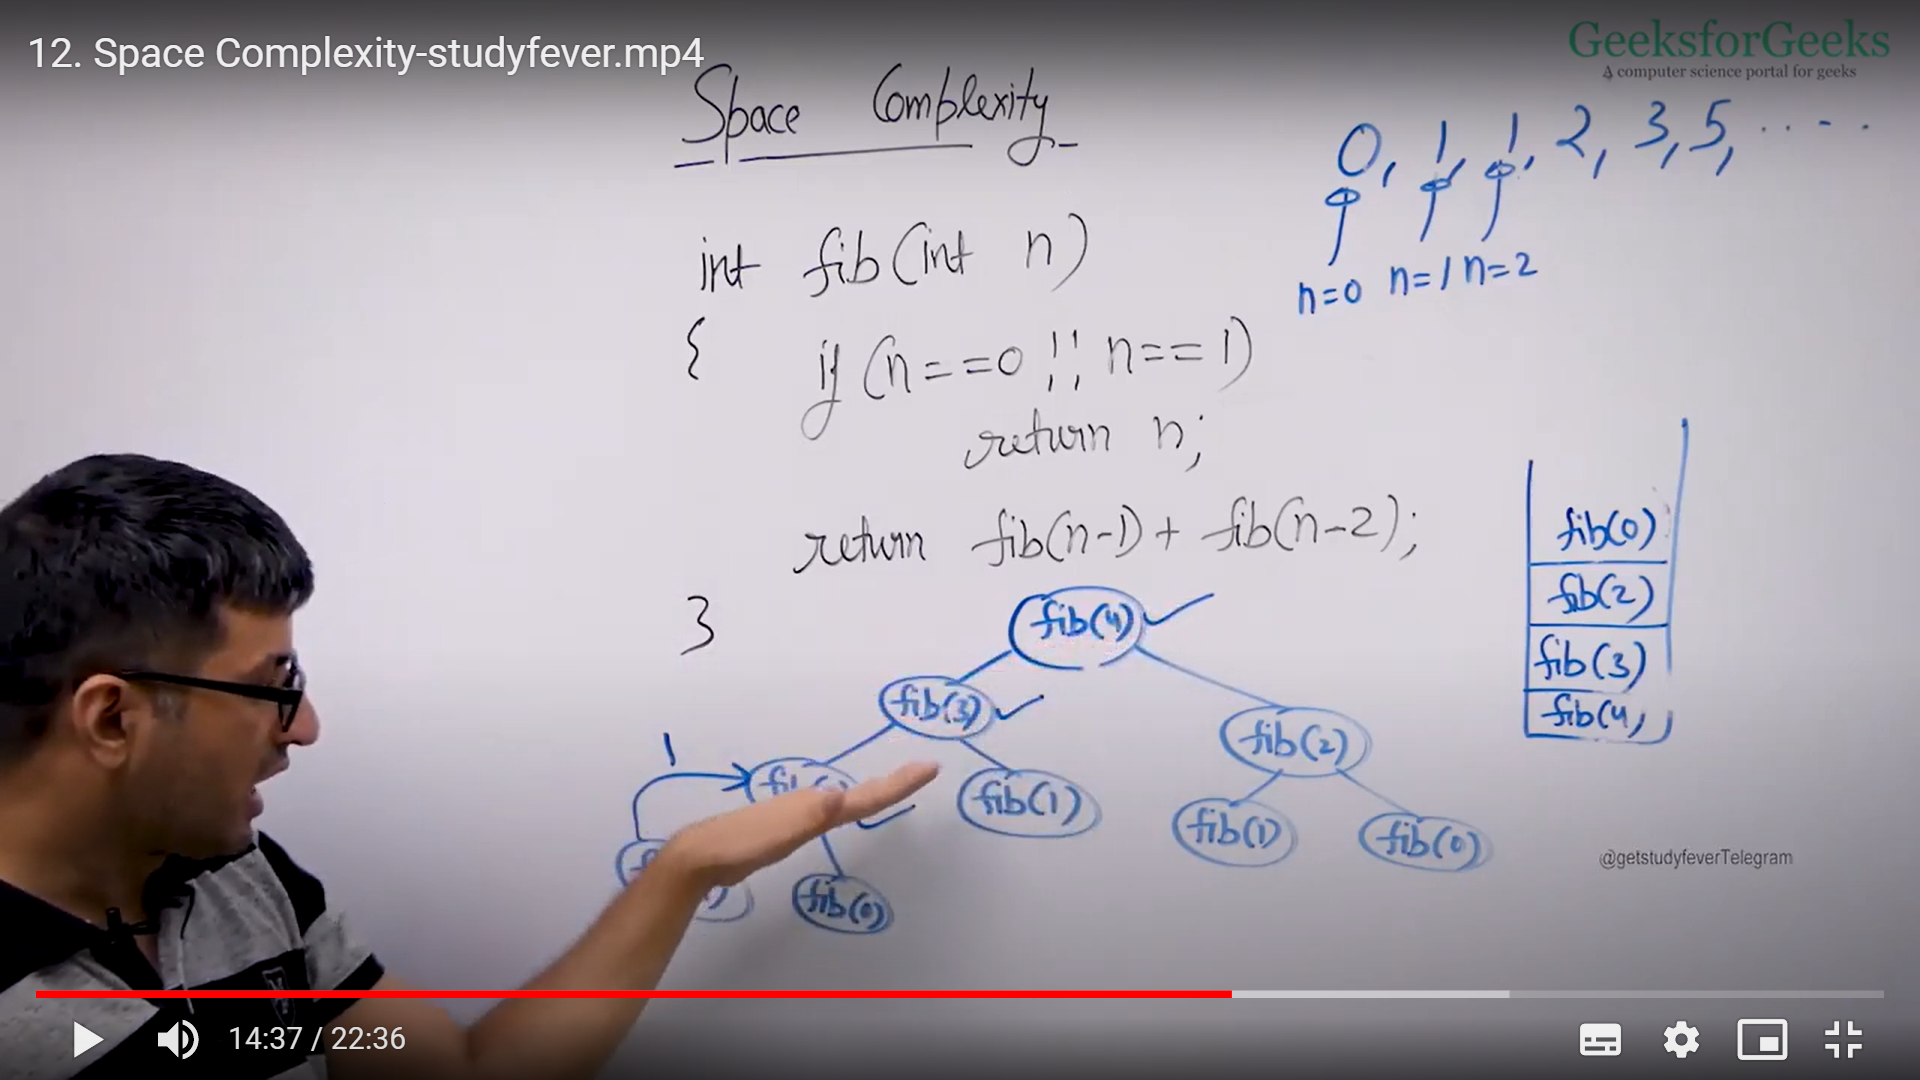 12. Space Complexity-studyfever.mp4
GeeksforGeeks
A computer science portal for geeks
Space Complexity
0, 1, 1, 2, 3, 5, .....
n=0 n=1 n=2
int fib(int n)
{
if (n==0 || n==1)
return n;
return fib(n-1) + fib(n-2);
}
fib(4)
fib(3)
fib(2)
1
fib(1)
fib(1)
fib(0)
fib(0)
fib(0)
fib(2)
fib(3)
fib(4)
@getstudyfeverTelegram
14:37 / 22:36